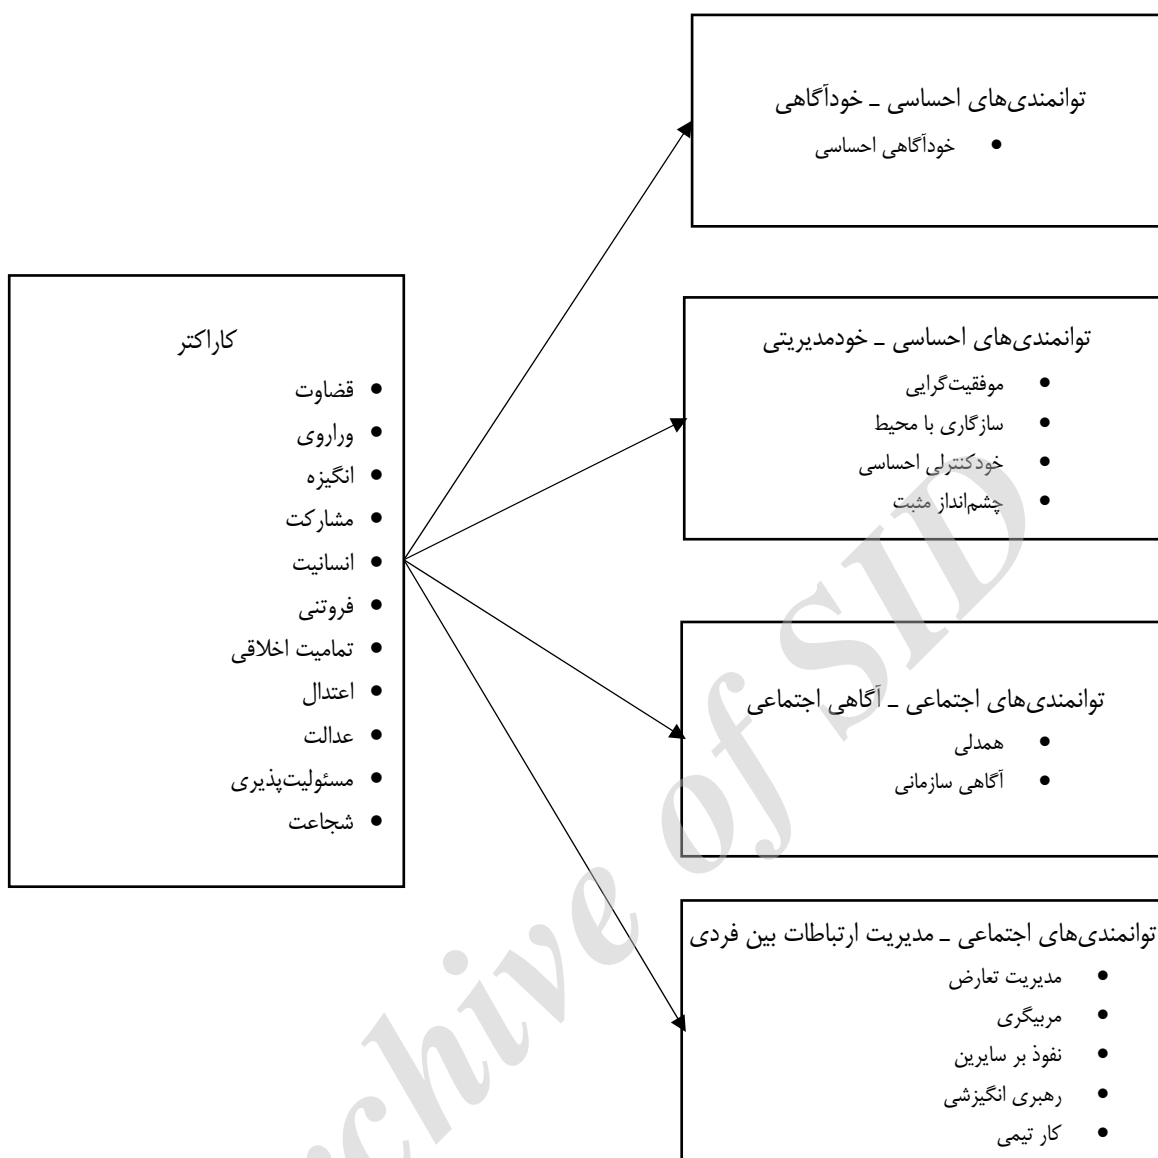 توانمندی‌های احساسی ـ خودآگاهی
• خودآگاهی احساسی
توانمندی‌های احساسی ـ خودمدیریتی
• موفقیت‌گرایی
• سازگاری با محیط
• خودکنترلی احساسی
• چشم‌انداز مثبت
توانمندی‌های اجتماعی ـ آگاهی اجتماعی
• همدلی
• آگاهی سازمانی
توانمندی‌های اجتماعی ـ مدیریت ارتباطات بین فردی
• مدیریت تعارض
• مربیگری
• نفوذ بر سایرین
• رهبری انگیزشی
• کار تیمی
کاراکتر
• قضاوت
• وراروی
• انگیزه
• مشارکت
• انسانیت
• فروتنی
• تمامیت اخلاقی
• اعتدال
• عدالت
• مسئولیت‌پذیری
• شجاعت
chive of SID